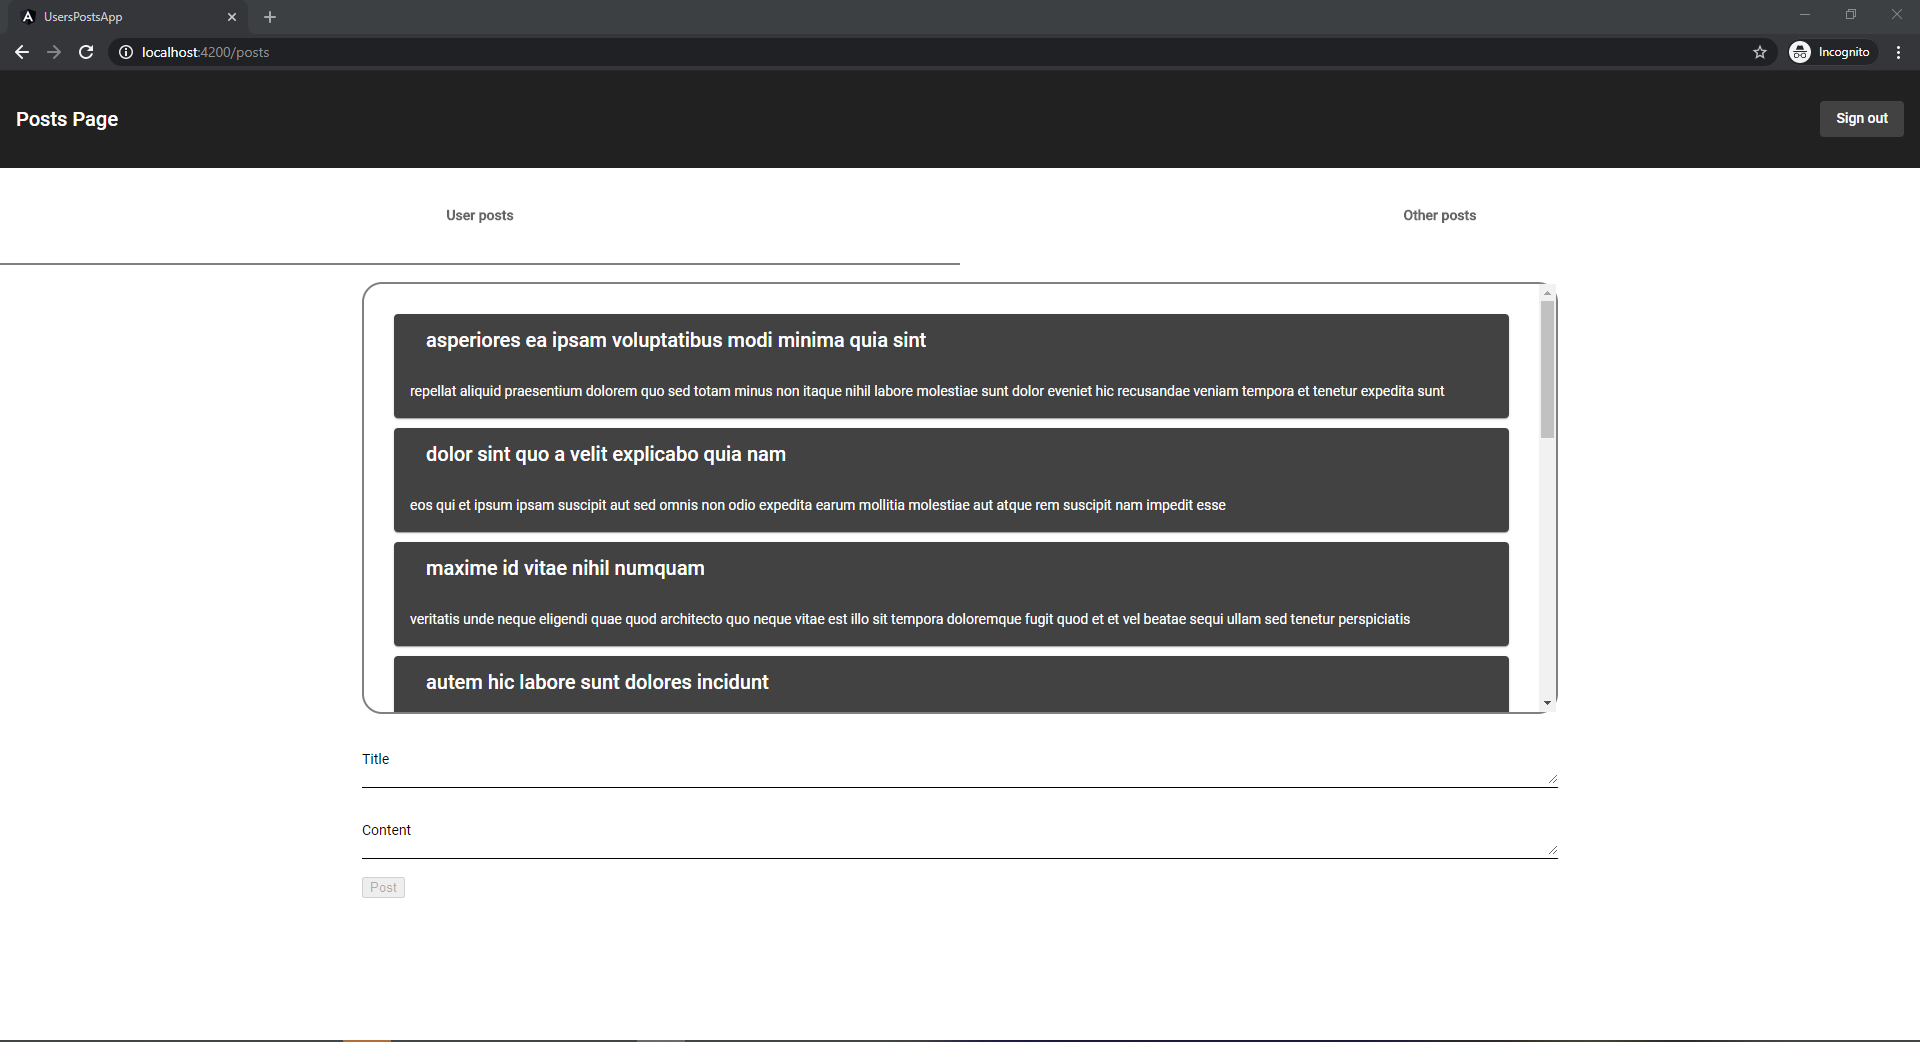 UsersPostsApp
localhost:4200/posts
Incognito
Posts Page
Sign out
User posts
Other posts
asperiores ea ipsam voluptatibus modi minima quia sint
repellat aliquid praesentium dolorem quo sed totam minus non itaque nihil labore molestiae sunt dolor eveniet hic recusandae veniam tempora et tenetur expedita sunt
dolor sint quo a velit explicabo quia nam
eos qui et ipsum ipsam suscipit aut sed omnis non odio expedita earum mollitia molestiae aut atque rem suscipit nam impedit esse
maxime id vitae nihil numquam
veritatis unde neque eligendi quae quod architecto quo neque vitae est illo sit tempora doloremque fugit quod et et vel beatae sequi ullam sed tenetur perspiciatis
autem hic labore sunt dolores incidunt
Title
Content
Post